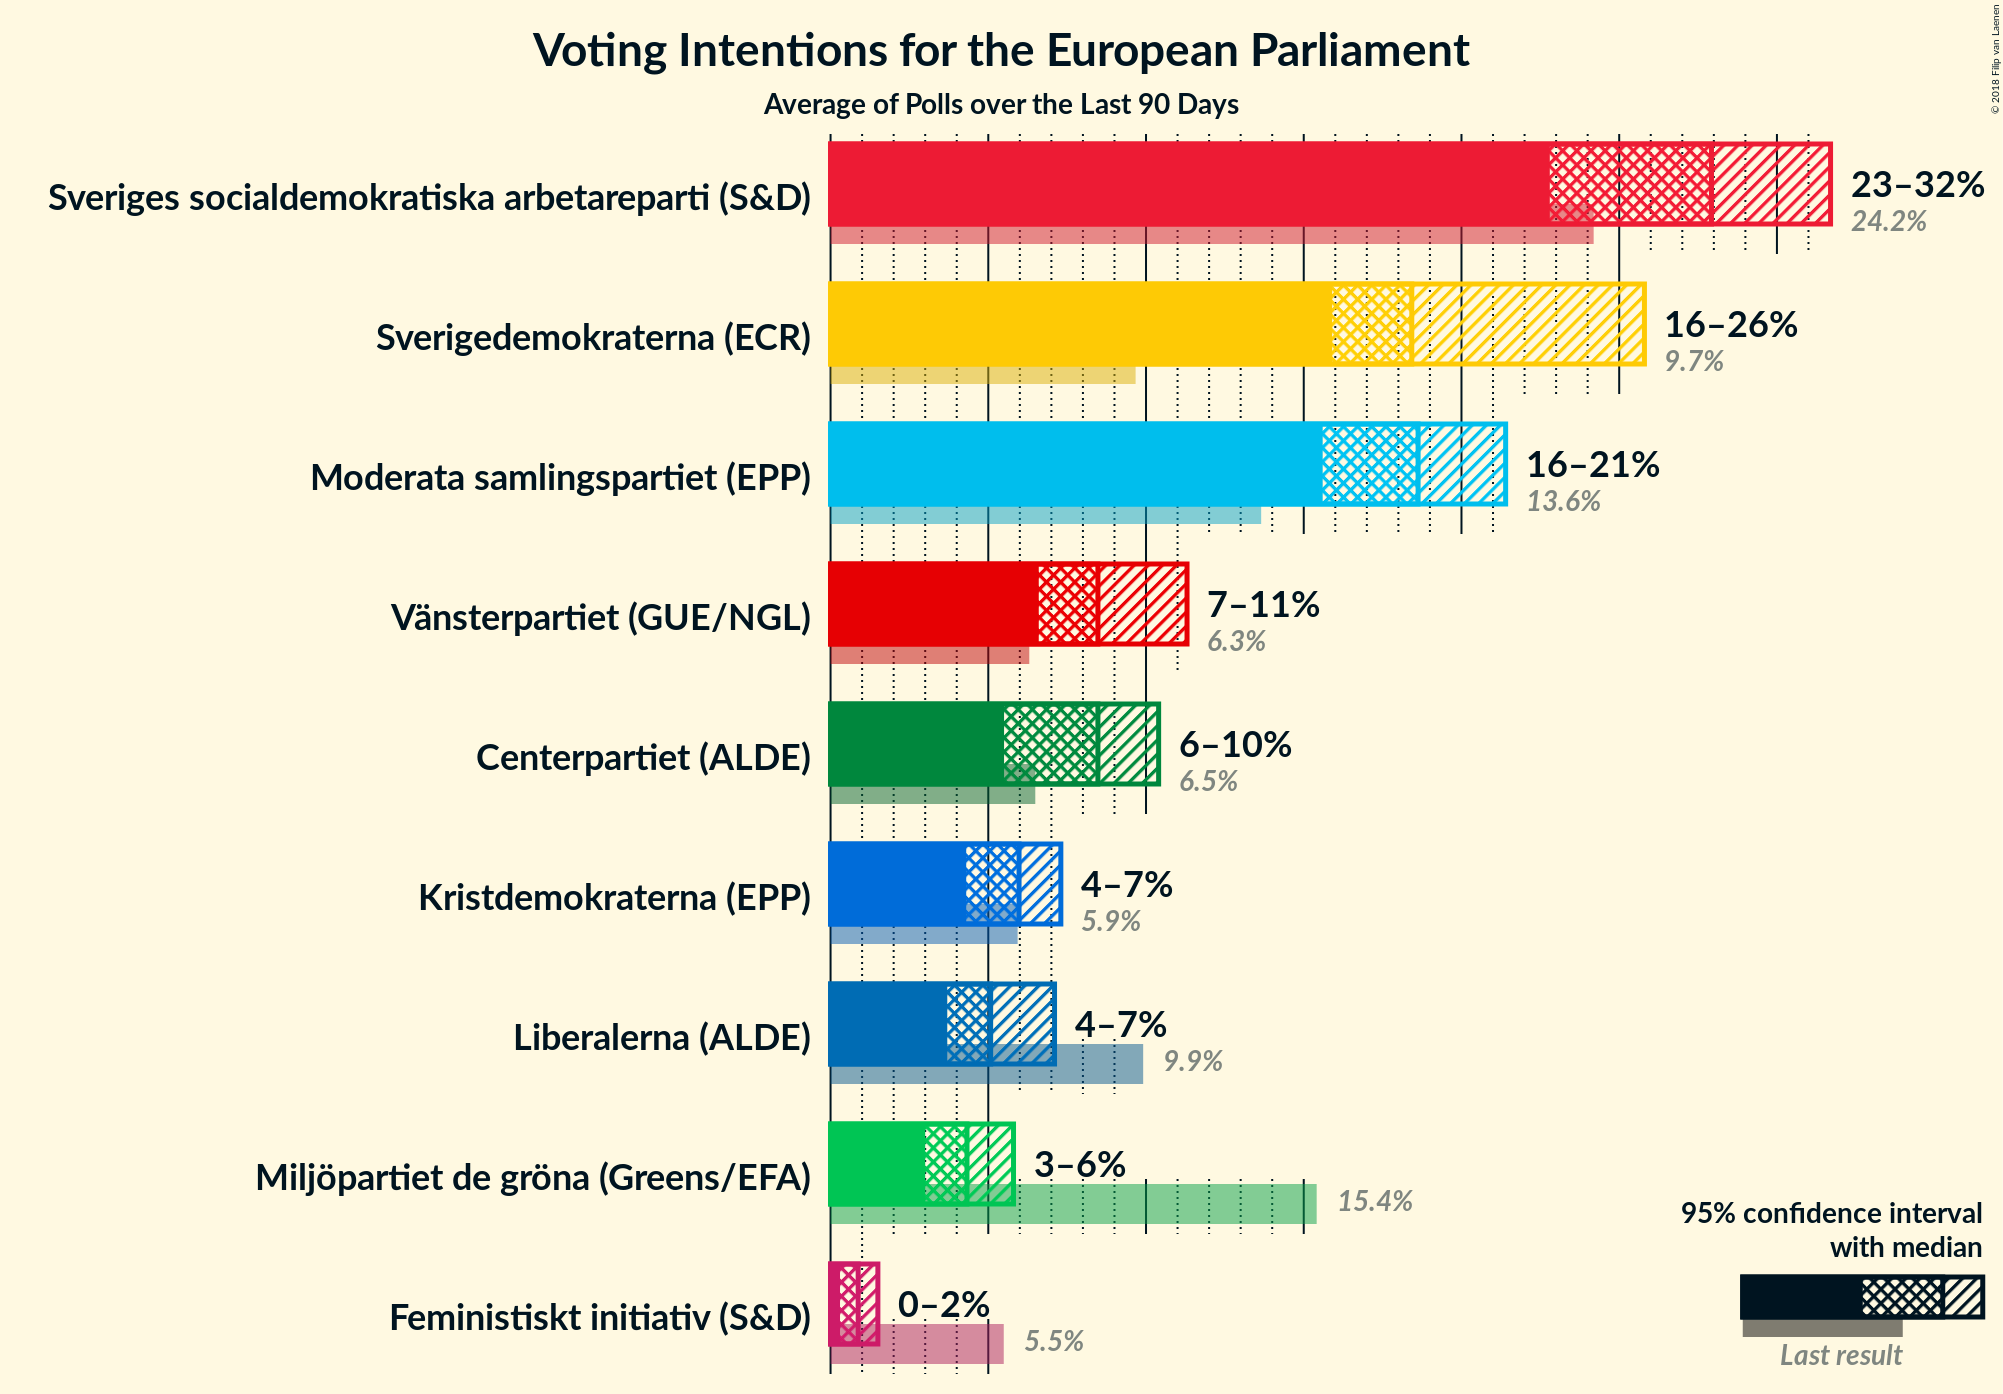 Voting Intentions for the European Parliament
Average of Polls over the Last 90 Days
© 2018 Filip van Laenen
Sveriges socialdemokratiska arbetareparti (S&D)
23–32%
24.2%
Sverigedemokraterna (ECR)
16–26%
9.7%
Moderata samlingspartiet (EPP)
16–21%
13.6%
Vänsterpartiet (GUE/NGL)
7–11%
6.3%
Centerpartiet (ALDE)
6–10%
6.5%
Kristdemokraterna (EPP)
4–7%
5.9%
Liberalerna (ALDE)
4–7%
9.9%
Miljöpartiet de gröna (Greens/EFA)
3–6%
15.4%
Feministiskt initiativ (S&D)
0–2%
5.5%
95% confidence interval
with median
Last result